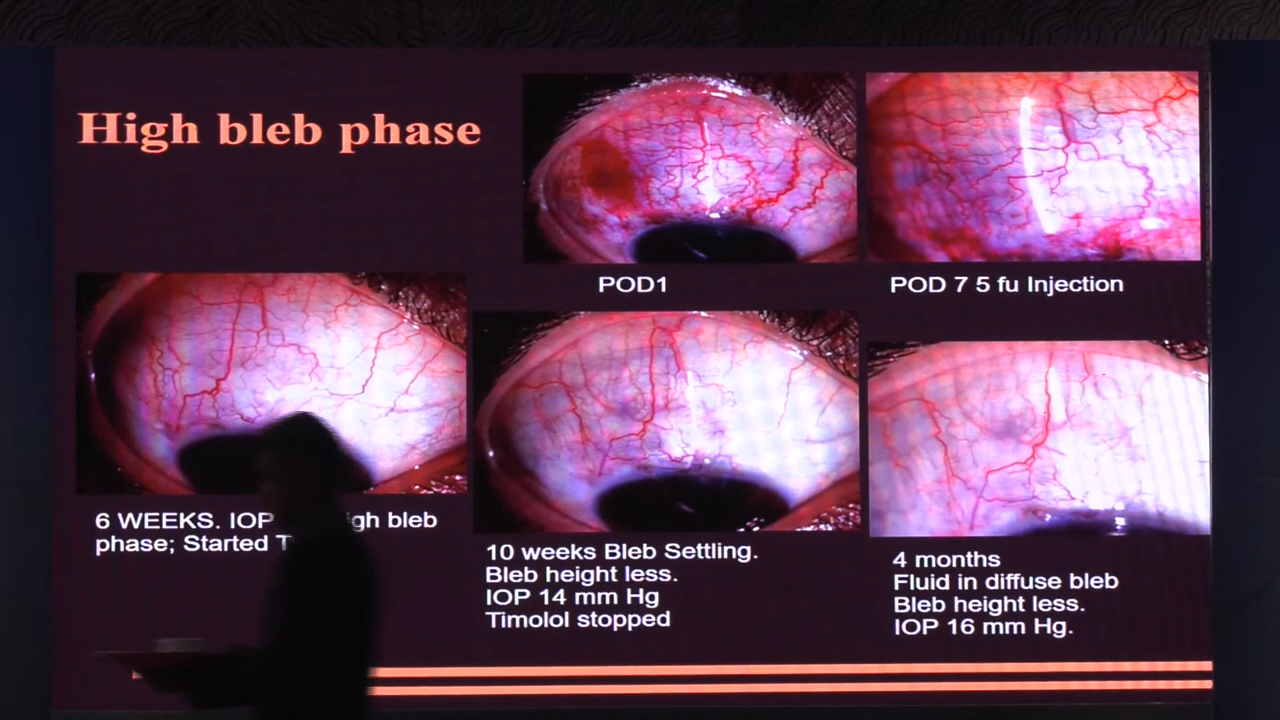 High bleb phase
POD1
POD 7 5 fu Injection
6 WEEKS. IOP bleb
phase; Started
10 weeks Bleb Settling.
Bleb height less.
IOP 14 mm Hg
Timolol stopped
4 months
Fluid in diffuse bleb
Bleb height less.
IOP 16 mm Hg.